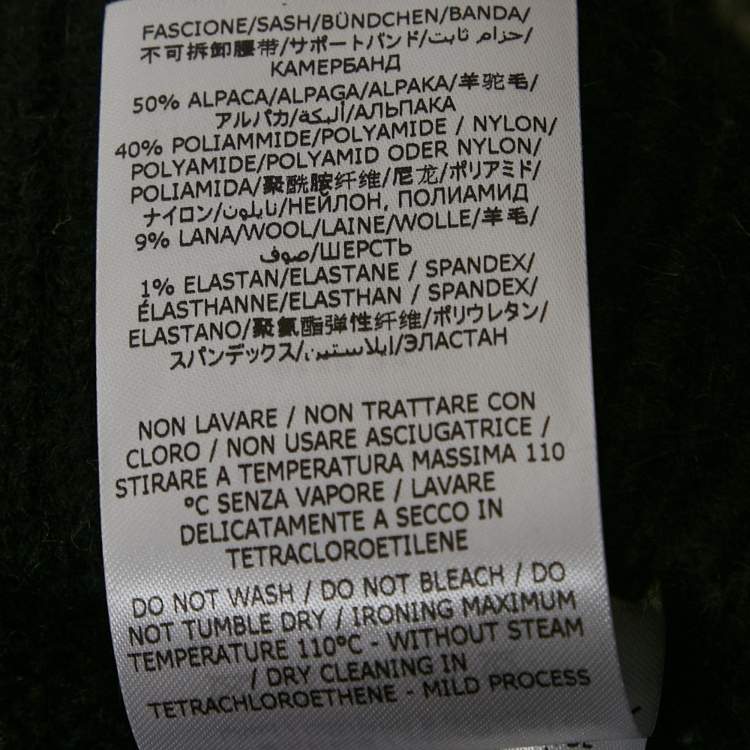 FASCIONE/SASH/BÜNDCHEN/BANDA/
不可拆卸腰带/サポートバンド/حزام ثابت/
КАМЕРБАНД
50% ALPACA/ALPAGA/ALPAKA/羊驼毛/
アルパカ/ألبكة/АЛЬПАКА
40% POLIAMMIDE/POLYAMIDE / NYLON/
POLYAMIDE/POLYAMID ODER NYLON/
POLIAMIDA/聚酰胺纤维/尼龙/ポリアミド/
ナイロン/نايلون/НЕЙЛОН, ПОЛИАМИД
9% LANA/WOOL/LAINE/WOLLE/羊毛/
صوف/ШЕРСТЬ
1% ELASTAN/ELASTANE / SPANDEX/
ÉLASTHANNE/ELASTHAN / SPANDEX/
ELASTANO/聚氨酯弹性纤维/ポリウレタン/
スパンデックス/إيلاستين/ЭЛАСТАН
NON LAVARE / NON TRATTARE CON
CLORO / NON USARE ASCIUGATRICE /
STIRARE A TEMPERATURA MASSIMA 110
°C SENZA VAPORE / LAVARE
DELICATAMENTE A SECCO IN
TETRACLOROETILENE
DO NOT WASH / DO NOT BLEACH / DO
NOT TUMBLE DRY / IRONING MAXIMUM
TEMPERATURE 110°C - WITHOUT STEAM
/ DRY CLEANING IN
TETRACHLOROETHENE - MILD PROCESS